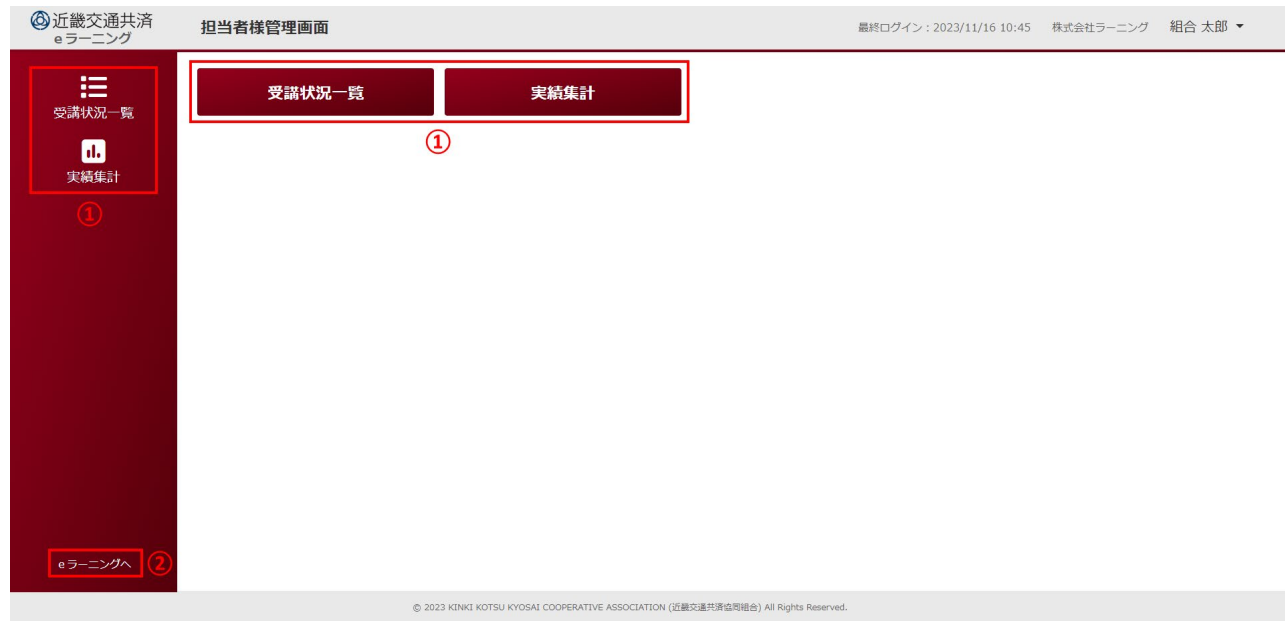 近畿交通共済
eラーニング
担当者様管理画面
最終ログイン：2023/11/16 10:45 株式会社ラーニング 組合 太郎
受講状況一覧
実績集計
①
受講状況一覧 実績集計
①
eラーニングへ ②
© 2023 KINKI KOTSU KYOSAI COOPERATIVE ASSOCIATION (近畿交通共済協同組合) All Rights Reserved.